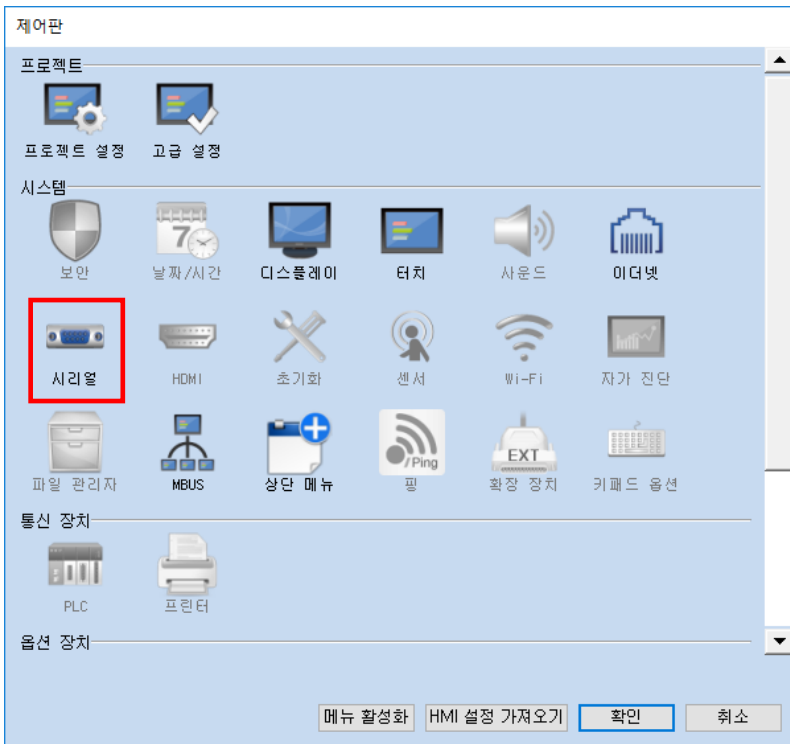 제어판
프로젝트
프로젝트 설정 고급 설정
시스템
7
보안 날짜/시간 디스플레이 터치 사운드 이더넷
시리얼 HDMI 초기화 센서 Wi-Fi 자가 진단
/Ping EXT
파일 관리자 MBUS 상단 메뉴 핑 확장 장치 키패드 옵션
통신 장치
PLC 프린터
옵션 장치
메뉴 활성화 HMI 설정 가져오기 확인 취소